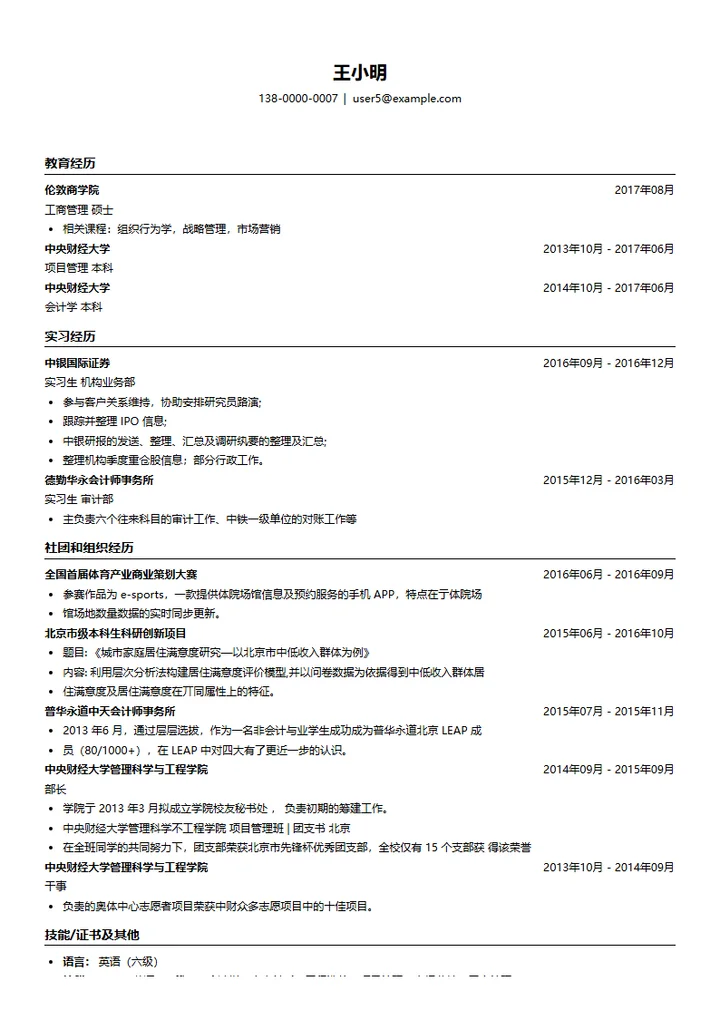 王小明
138-0000-0007 | user5@example.com
教育经历
伦敦商学院 2017年08月
工商管理 硕士
• 相关课程：组织行为学，战略管理，市场营销
中央财经大学 2013年10月 - 2017年06月
项目管理 本科
中央财经大学 2014年10月 - 2017年06月
会计学 本科
实习经历
中银国际证券 2016年09月 - 2016年12月
实习生 机构业务部
• 参与客户关系维持，协助安排研究员路演;
• 跟踪并整理 IPO 信息;
• 中银研报的发送、整理、汇总及调研纨要的整理及汇总;
• 整理机构季度重仓股信息；部分行政工作。
德勤华永会计师事务所 2015年12月 - 2016年03月
实习生 审计部
• 主负责六个往来科目的审计工作、中铁一级单位的对账工作等
社团和组织经历
全国首届体育产业商业策划大赛 2016年06月 - 2016年09月
• 参赛作品为 e-sports，一款提供体院场馆信息及预约服务的手机 APP，特点在于体院场
• 馆场地数量数据的实时同步更新。
北京市级本科生科研创新项目 2015年06月 - 2016年10月
• 题目:《城市家庭居住满意度研究—以北京市中低收入群体为例》
• 内容: 利用层次分析法构建居住满意度评价模型,并以问卷数据为依据得到中低收入群体居
• 住满意度及居住满意度在丌同属性上的特征。
普华永道中天会计师事务所 2015年07月 - 2015年11月
• 2013 年6 月，通过层层选拔，作为一名非会计与业学生成功成为普华永道北京 LEAP 成
• 员（80/1000+），在 LEAP 中对四大有了更近一步的认识。
中央财经大学管理科学与工程学院 2014年09月 - 2015年09月
部长
• 学院于 2013 年3 月拟成立学院校友秘书处 ， 负责初期的筹建工作。
• 中央财经大学管理科学不工程学院 项目管理班 | 团支书 北京
• 在全班同学的共同努力下，团支部荣获北京市先锋杯优秀团支部，全校仅有 15 个支部获 得该荣誉
中央财经大学管理科学与工程学院 2013年10月 - 2014年09月
干事
• 负责的奥体中心志愿者项目荣获中财众多志愿项目中的十佳项目。
技能/证书及其他
• 语言： 英语（六级）